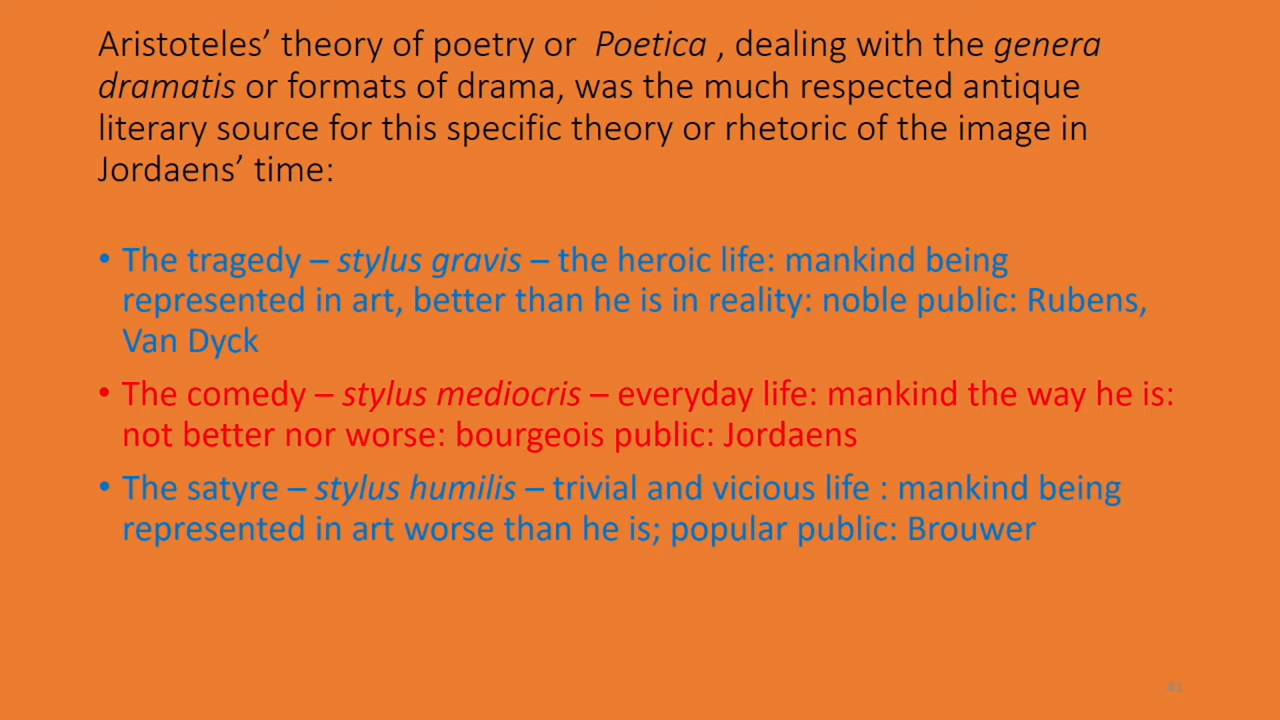 Aristoteles’ theory of poetry or Poetica , dealing with the genera
dramatis or formats of drama, was the much respected antique
literary source for this specific theory or rhetoric of the image in
Jordaens’ time:
• The tragedy – stylus gravis – the heroic life: mankind being
represented in art, better than he is in reality: noble public: Rubens,
Van Dyck
• The comedy – stylus mediocris – everyday life: mankind the way he is:
not better nor worse: bourgeois public: Jordaens
• The satyre – stylus humilis – trivial and vicious life : mankind being
represented in art worse than he is; popular public: Brouwer
41